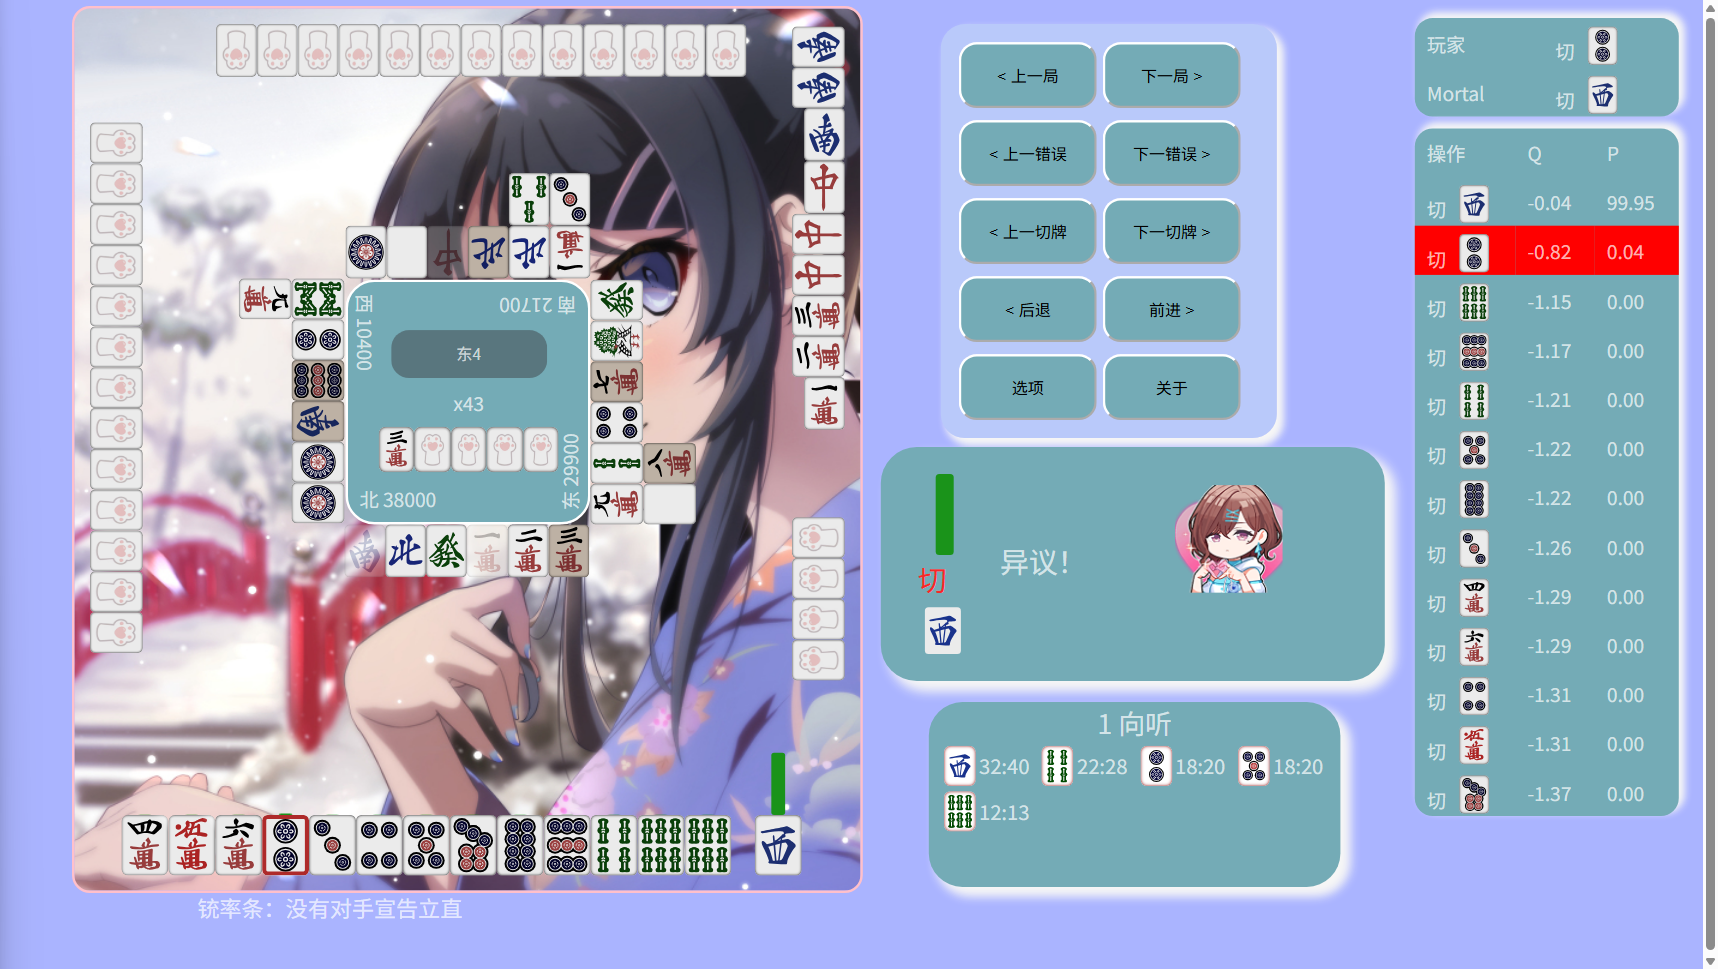 < 上一局
下一局 >
< 上一错误
下一错误 >
< 上一切牌
下一切牌 >
< 后退
前进 >
选项
关于
玩家 切
Mortal 切
操作 Q P
切 -0.04 99.95
切 -0.82 0.04
切 -1.15 0.00
切 -1.17 0.00
切 -1.21 0.00
切 -1.22 0.00
切 -1.22 0.00
切 -1.26 0.00
切 -1.29 0.00
切 -1.29 0.00
切 -1.31 0.00
切 -1.31 0.00
切 -1.37 0.00
南 21700
西 10400
东4
x43
东 29900
北 38000
切
异议！
1 向听
32:40 22:28 18:20 18:20
12:13
铳率条：没有对手宣告立直